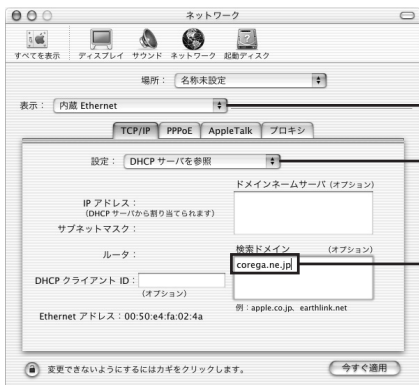 ネットワーク
すべてを表示 ディスプレイ サウンド ネットワーク 起動ディスク
場所： 名称未設定
表示： 内蔵 Ethernet
TCP/IP PPPoE AppleTalk プロキシ
設定： DHCP サーバを参照
ドメインネームサーバ (オプション)
IP アドレス：
(DHCP サーバから割り当てられます)
サブネットマスク：
ルータ：
検索ドメイン (オプション)
corega.ne.jp
DHCP クライアント ID：
(オプション)
例：apple.co.jp, earthlink.net
Ethernet アドレス：00:50:e4:fa:02:4a
変更できないようにするにはカギをクリックします。
今すぐ適用